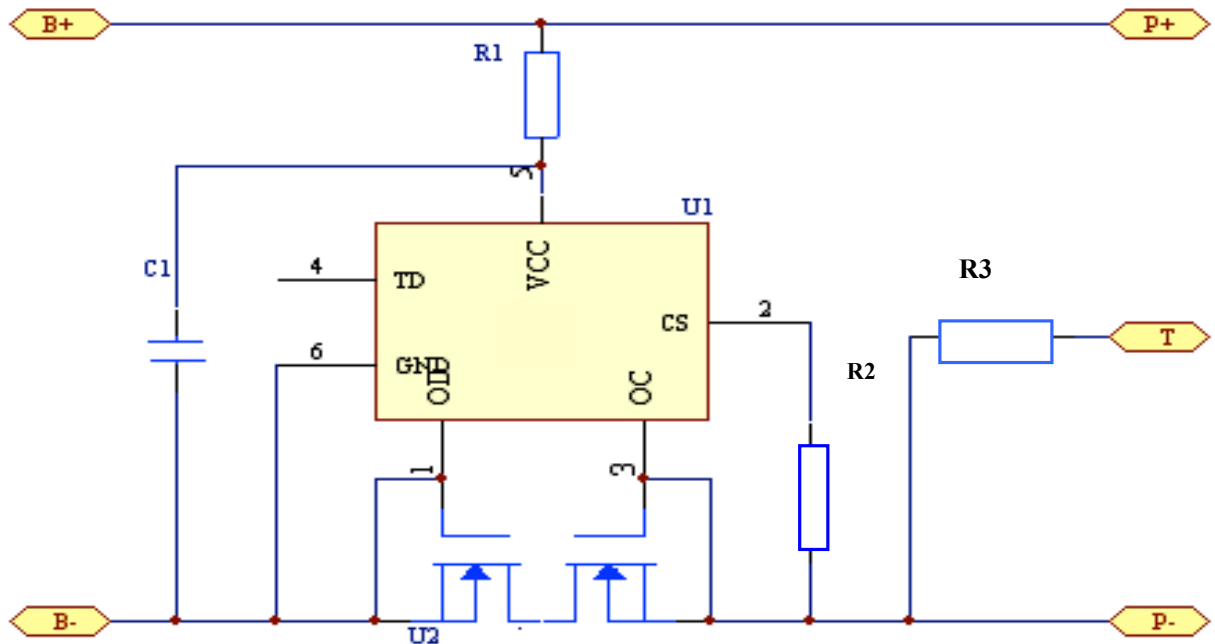 B+
P+
R1
5
U1
C1
4
TD
VCC
CS
2
R3
T
6
GND
OD
OC
R2
1
3
B-
U2
P-